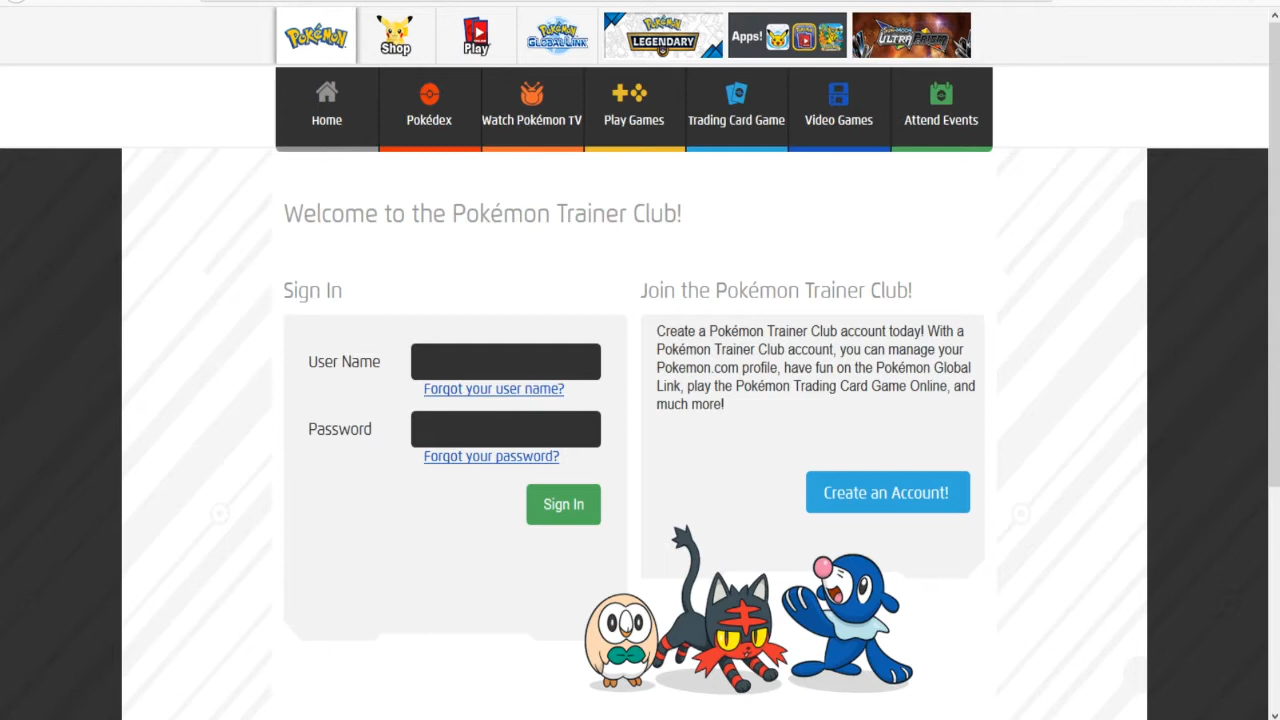 Pokémon
Shop
Play
Pokémon
GLOBAL LINK
Pokémon
LEGENDARY
Apps!
SUN & MOON
ULTRA PRISM
Home
Pokédex
Watch Pokémon TV
Play Games
Trading Card Game
Video Games
Attend Events
Welcome to the Pokémon Trainer Club!
Sign In
User Name
Forgot your user name?
Password
Forgot your password?
Sign In
Join the Pokémon Trainer Club!
Create a Pokémon Trainer Club account today! With a
Pokémon Trainer Club account, you can manage your
Pokemon.com profile, have fun on the Pokémon Global
Link, play the Pokémon Trading Card Game Online, and
much more!
Create an Account!